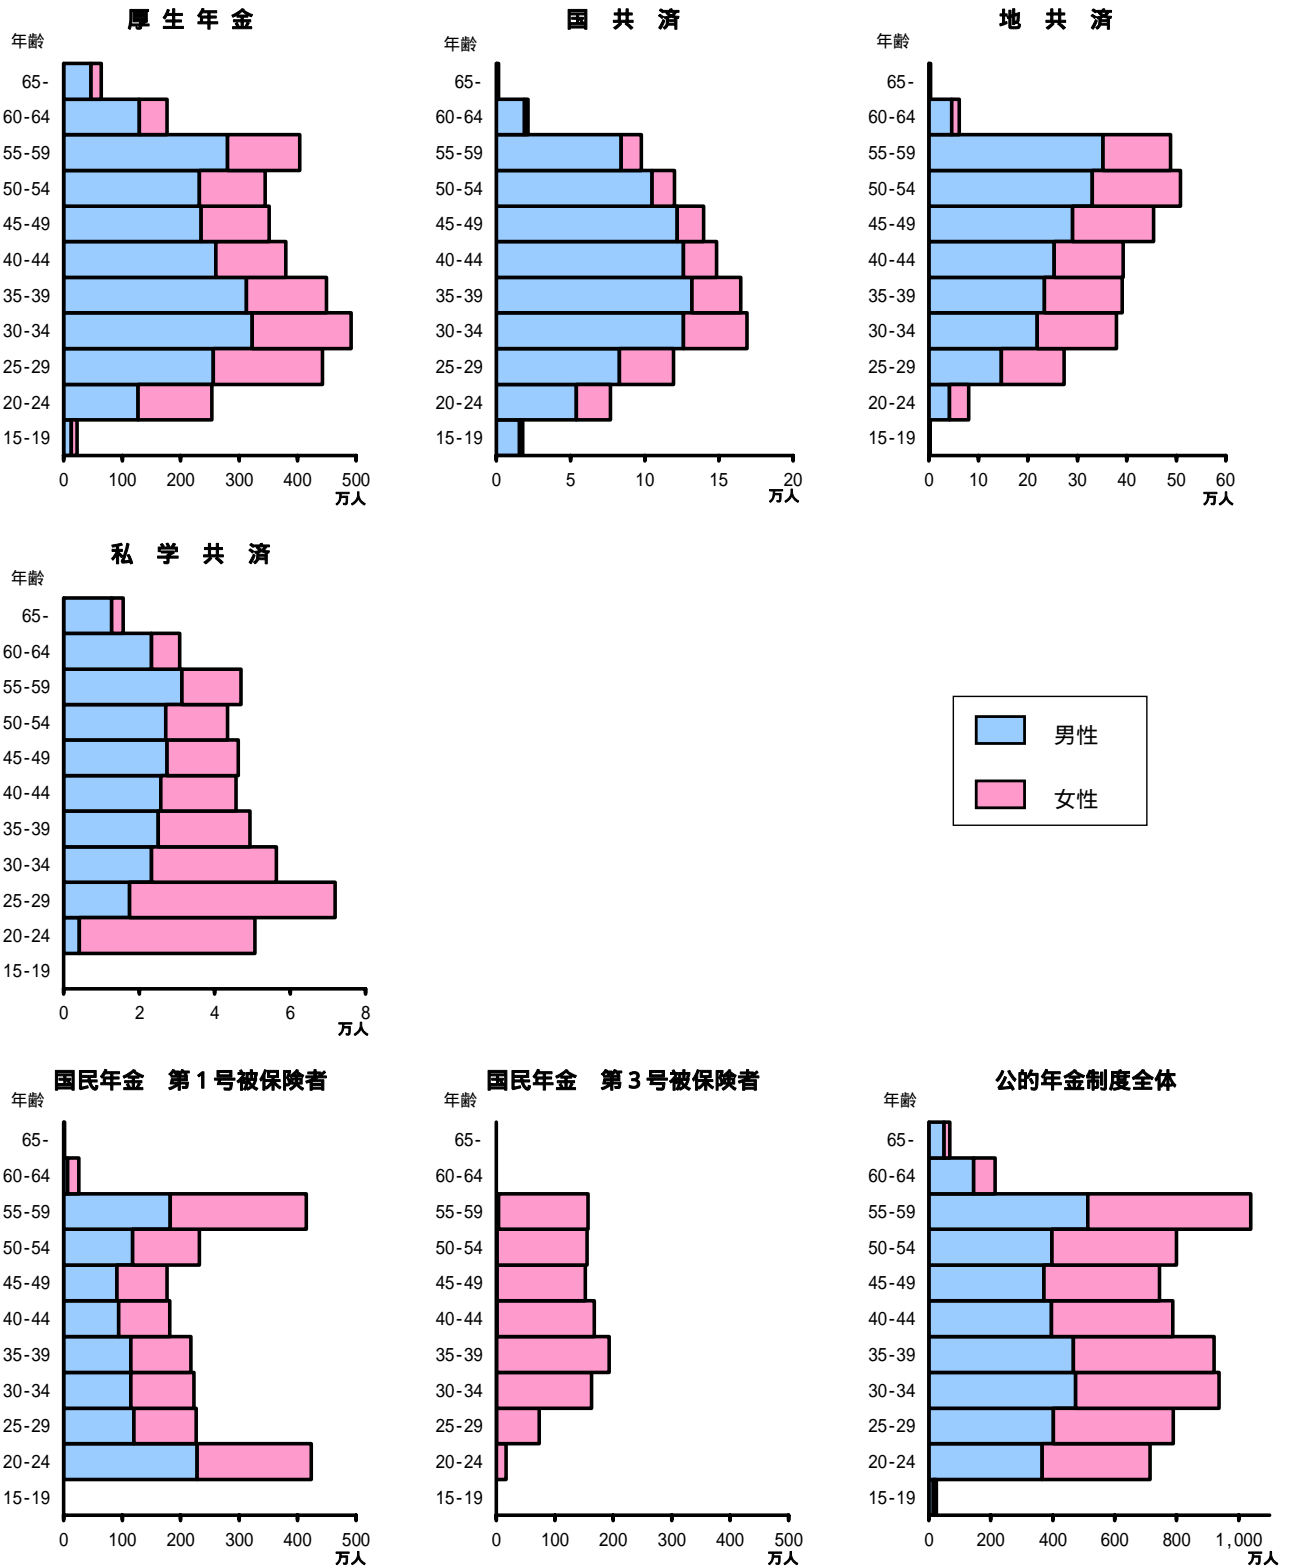 厚 生 年 金
年齢
65-
60-64
55-59
50-54
45-49
40-44
35-39
30-34
25-29
20-24
15-19
0 100 200 300 400 500
万人
国 共 済
年齢
65-
60-64
55-59
50-54
45-49
40-44
35-39
30-34
25-29
20-24
15-19
0 5 10 15 20
万人
地 共 済
年齢
65-
60-64
55-59
50-54
45-49
40-44
35-39
30-34
25-29
20-24
15-19
0 10 20 30 40 50 60
万人
私 学 共 済
年齢
65-
60-64
55-59
50-54
45-49
40-44
35-39
30-34
25-29
20-24
15-19
0 2 4 6 8
万人
男性
女性
国民年金 第1号被保険者
年齢
65-
60-64
55-59
50-54
45-49
40-44
35-39
30-34
25-29
20-24
15-19
0 100 200 300 400 500
万人
国民年金 第3号被保険者
年齢
65-
60-64
55-59
50-54
45-49
40-44
35-39
30-34
25-29
20-24
15-19
0 100 200 300 400 500
万人
公的年金制度全体
年齢
65-
60-64
55-59
50-54
45-49
40-44
35-39
30-34
25-29
20-24
15-19
0 200 400 600 800 1,000
万人